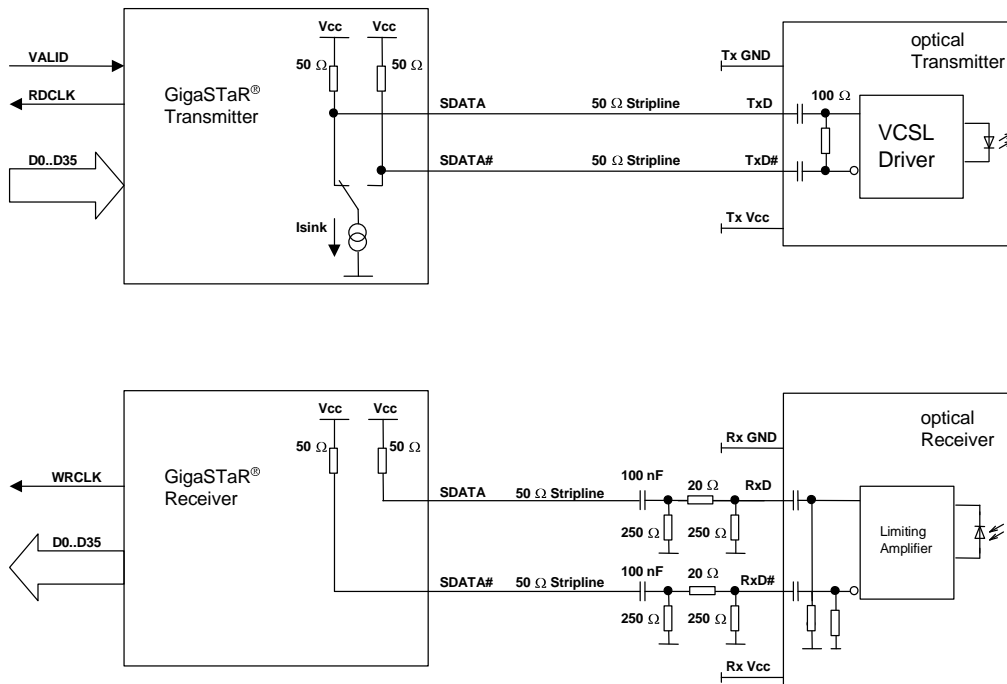 Vcc Vcc
50 Ω 50 Ω
VALID
RDCLK
D0..D35
GigaSTaR®
Transmitter
Isink
SDATA 50 Ω Stripline TxD
SDATA# 50 Ω Stripline TxD#
Tx GND
Tx Vcc
optical
Transmitter
100 Ω
VCSL
Driver
Vcc Vcc
50 Ω 50 Ω
WRCLK
D0..D35
GigaSTaR®
Receiver
SDATA 50 Ω Stripline
100 nF 20 Ω RxD
250 Ω 250 Ω
SDATA# 50 Ω Stripline
100 nF 20 Ω RxD#
250 Ω 250 Ω
Rx GND
Rx Vcc
optical
Receiver
Limiting
Amplifier